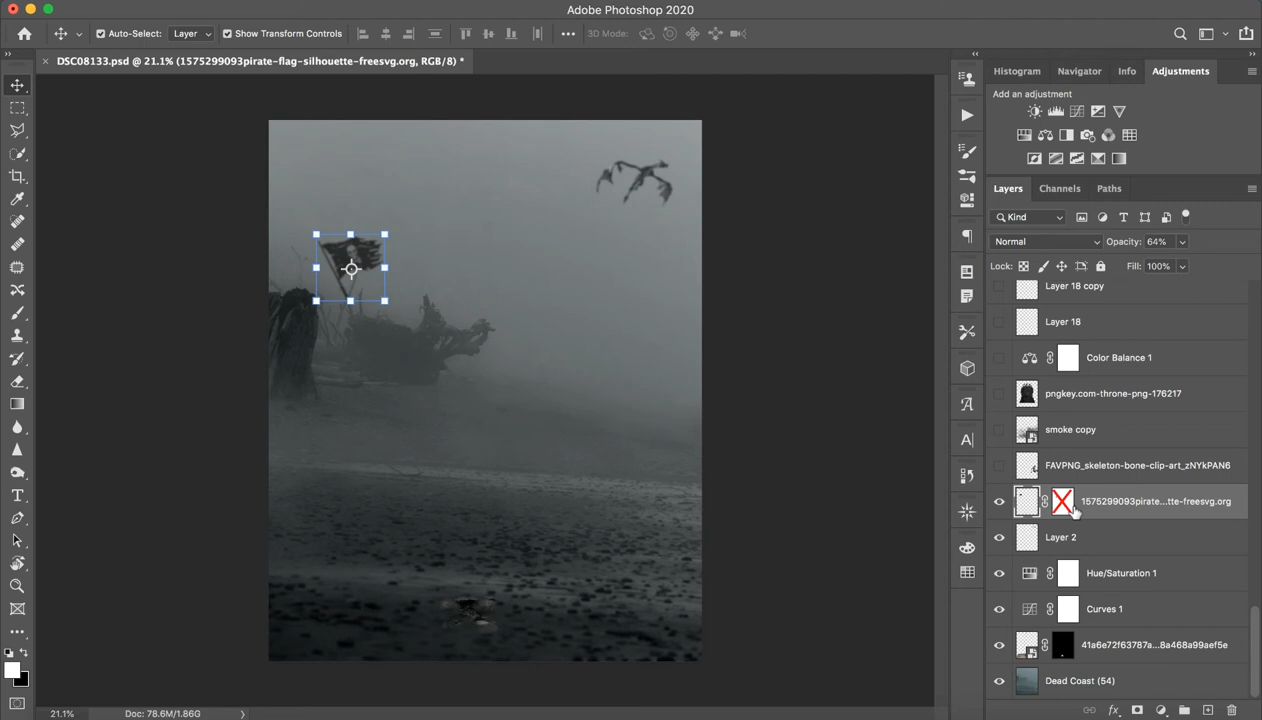 Adobe Photoshop 2020
Auto-Select: Layer Show Transform Controls 3D Mode:
DSC08133.psd @ 21.1% (1575299093pirate-flag-silhouette-freesvg.org, RGB/8) *
Histogram Navigator Info Adjustments
Add an adjustment
Layers Channels Paths
Kind
Normal Opacity: 64%
Lock: Fill: 100%
Layer 18 copy
Layer 18
Color Balance 1
pngkey.com-throne-png-176217
smoke copy
FAVPNG_skeleton-bone-clip-art_zNYkPAN6
1575299093pirate...tte-freesvg.org
Layer 2
Hue/Saturation 1
Curves 1
41a6e72f63787a...8a468a99aef5e
Dead Coast (54)
21.1% Doc: 78.6M/1.86G